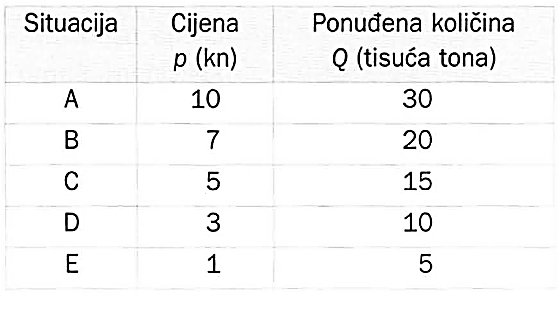 Situacija Cijena Ponuđena količina
p (kn) Q (tisuća tona)
A 10 30
B 7 20
C 5 15
D 3 10
E 1 5